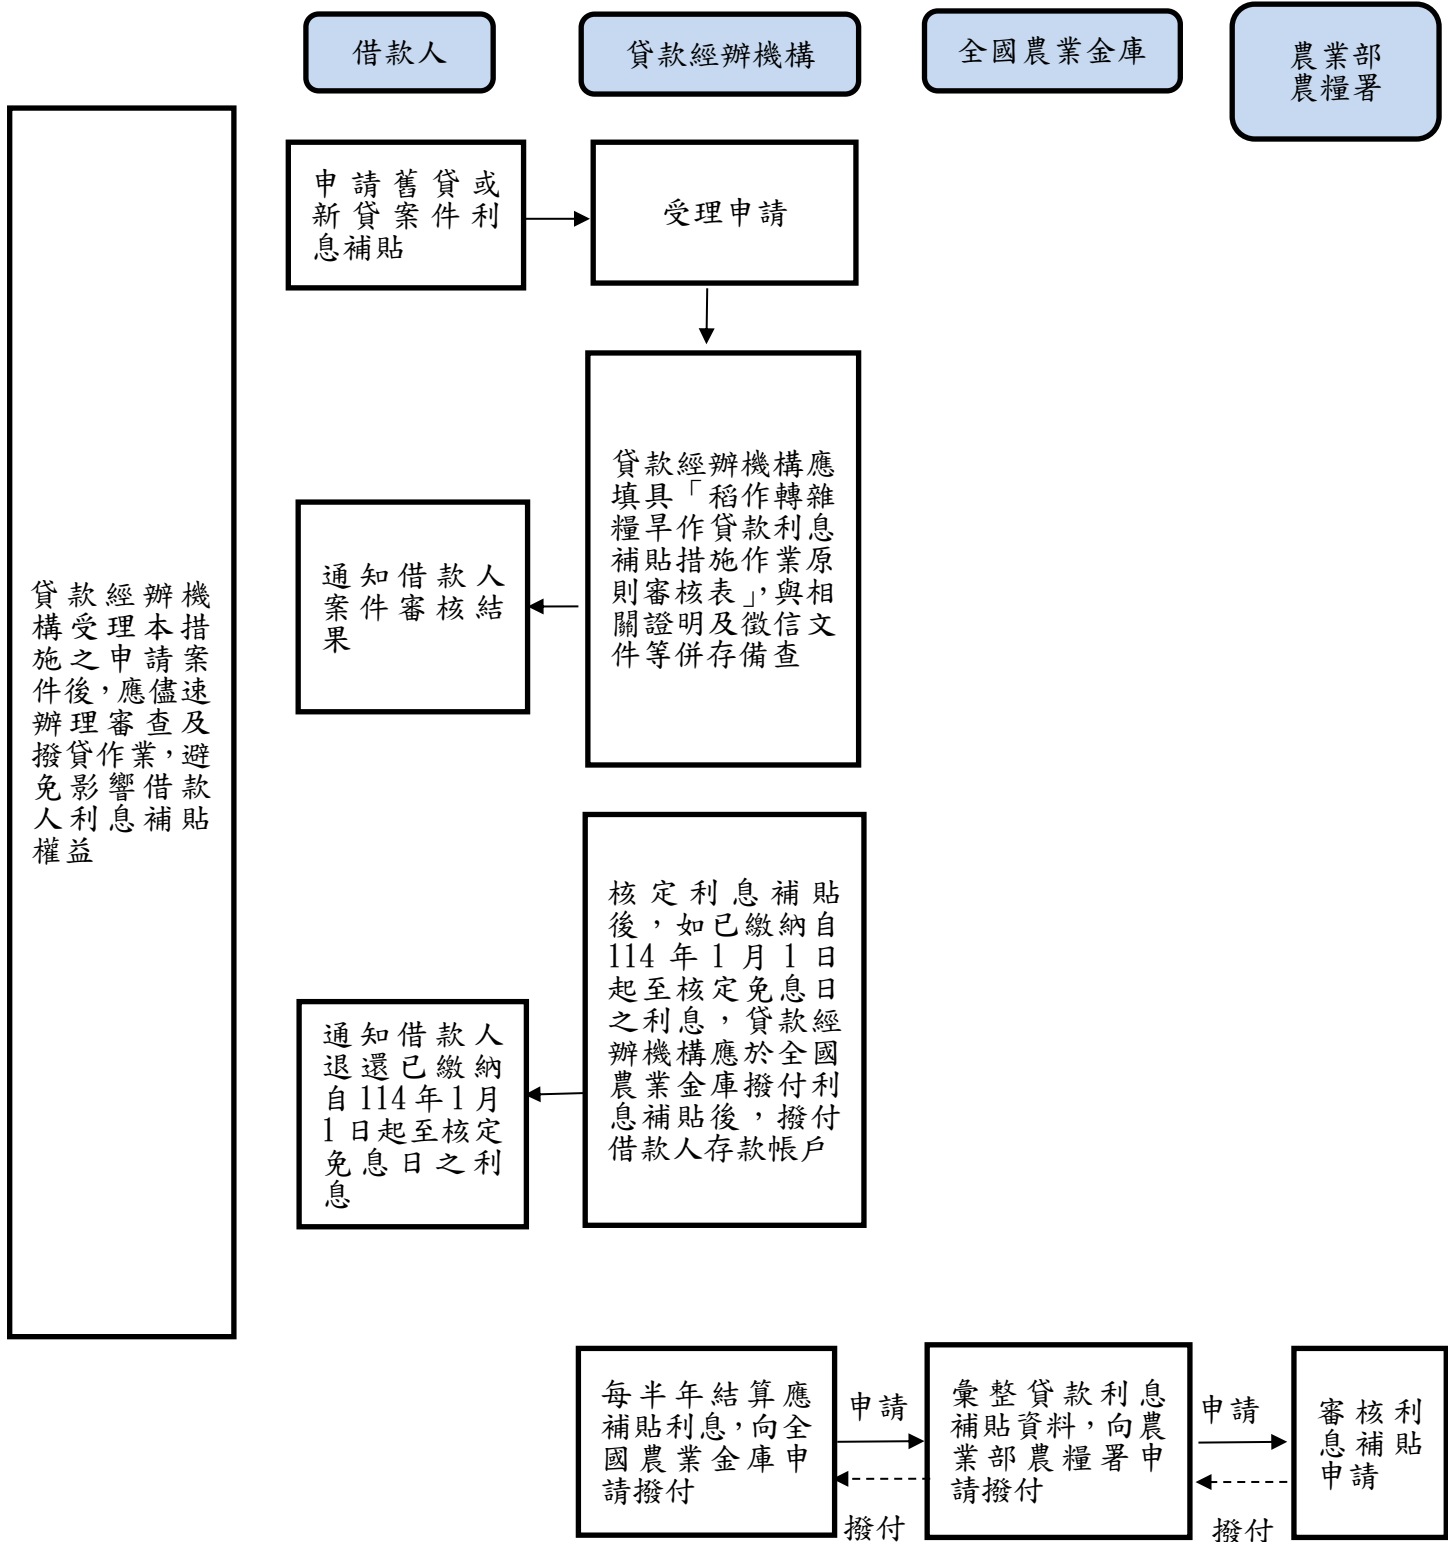 借款人
貸款經辦機構
全國農業金庫
農業部
農糧署
申請舊貸或
新貸案件利
息補貼
受理申請
貸款經辦機構應
填具「稻作轉雜
糧旱作貸款利息
補貼措施作業原
則審核表」,與相
關證明及徵信文
件等併存備查
通知借款人
案件審核結
果
貸款經辦機
構受理本措
施之申請案
件後,應儘速
辦理審查及
撥貸作業,避
免影響借款
人利息補貼
權益
核定利息補貼
後,如已繳納自
114年1月1日
起至核定免息日
之利息,貸款經
辦機構應於全國
農業金庫撥付利
息補貼後,撥付
借款人存款帳戶
通知借款人
退還已繳納
自114年1月
1日起至核定
免息日之利
息
每半年結算應
補貼利息,向全
國農業金庫申
請撥付
申請
撥付
彙整貸款利息
補貼資料,向農
業部農糧署申
請撥付
申請
撥付
審核利
息補貼
申請